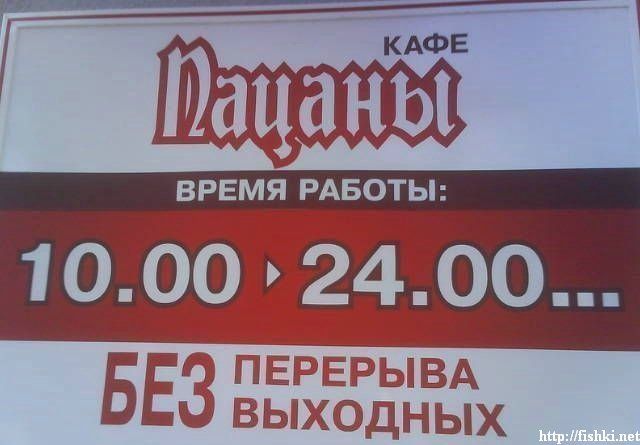 КАФЕ
Пацаны
ВРЕМЯ РАБОТЫ:
10.00 ▸ 24.00...
БЕЗ ПЕРЕРЫВА
ВЫХОДНЫХ
http://fishki.net